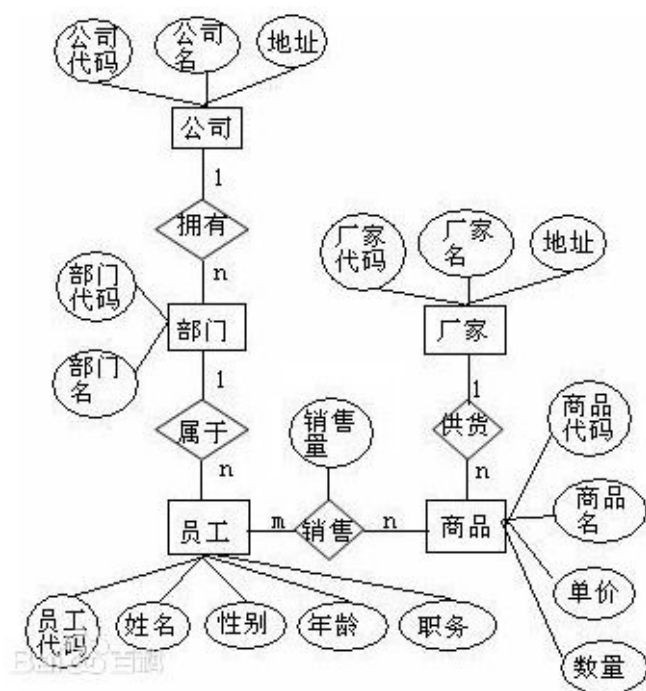 公司
代码
公司
名
地址
公司
1
拥有
n
部门
代码
部门
名
部门
1
属于
n
厂家
代码
厂家
名
地址
厂家
1
供货
n
销售
量
商品
代码
商品
名
单价
数量
员工
m
销售
n
商品
员工
代码
姓名
性别
年龄
职务
Bai 百科